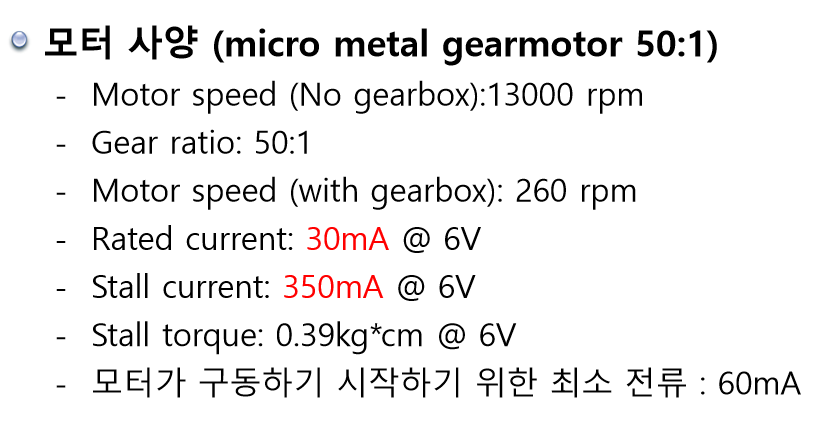 모터 사양 (micro metal gearmotor 50:1)
- Motor speed (No gearbox):13000 rpm
- Gear ratio: 50:1
- Motor speed (with gearbox): 260 rpm
- Rated current: 30mA @ 6V
- Stall current: 350mA @ 6V
- Stall torque: 0.39kg*cm @ 6V
- 모터가 구동하기 시작하기 위한 최소 전류 : 60mA